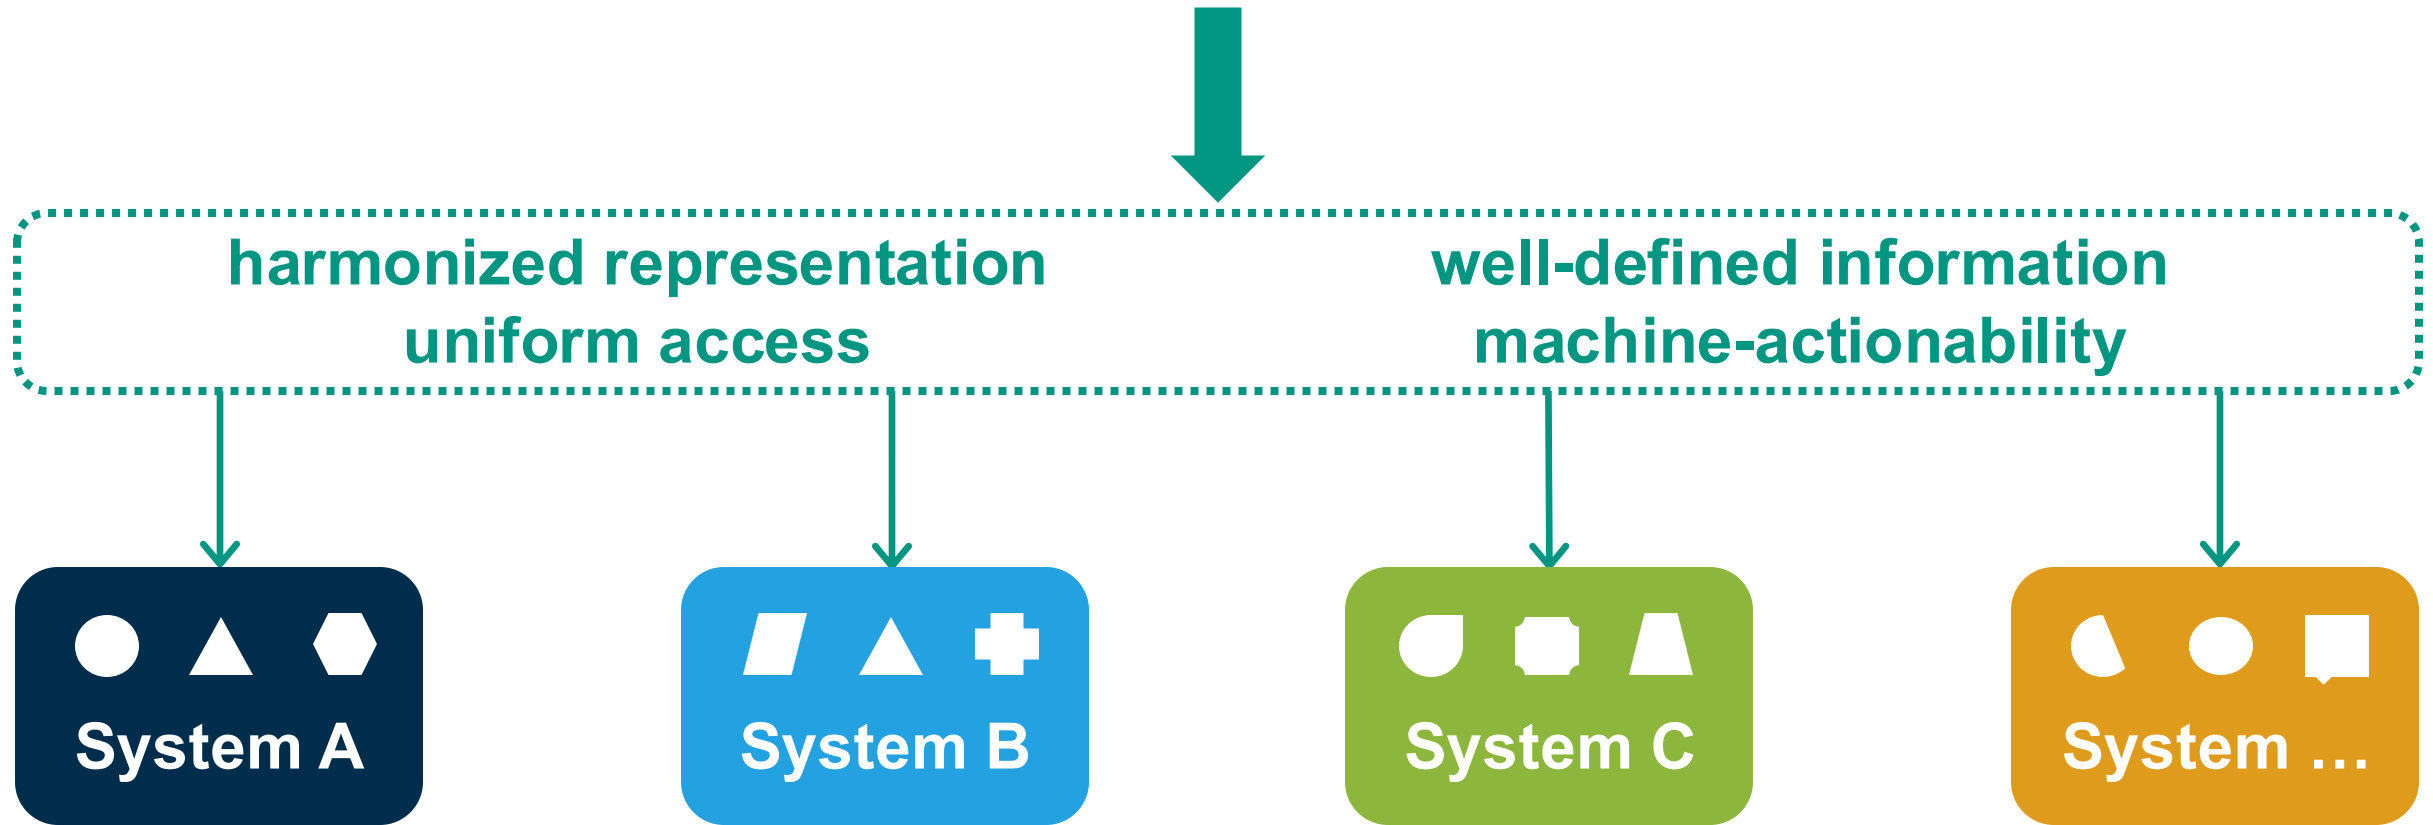 harmonized representation
uniform access
well-defined information
machine-actionability
System A
System B
System C
System …